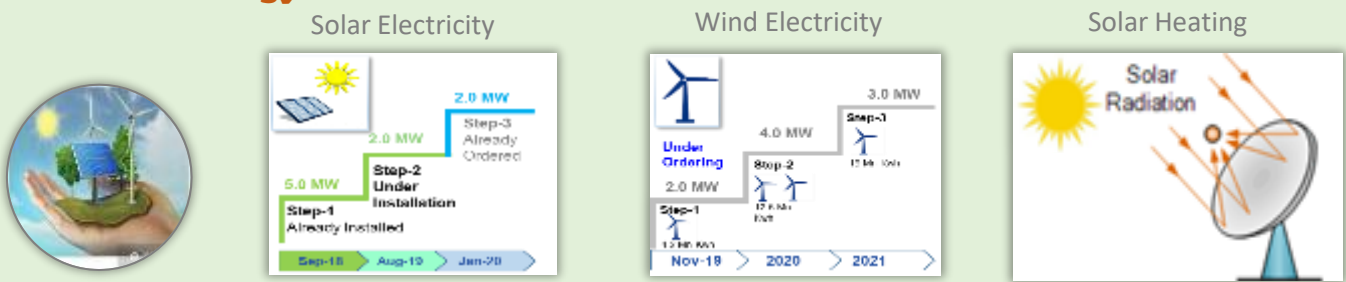 gy
Solar Electricity
Wind Electricity
Solar Heating
2.0 MW
Step-3
Already
Ordered
2.0 MW
Step-2
Under
Installation
5.0 MW
Step-1
Already Installed
Sep-18
Aug-19
Jan-20
3.0 MW
Step-3
4.0 MW
Under
Ordering
Step-2
2.0 MW
Step-1
Nov-19
2020
2021
Solar
Radiation